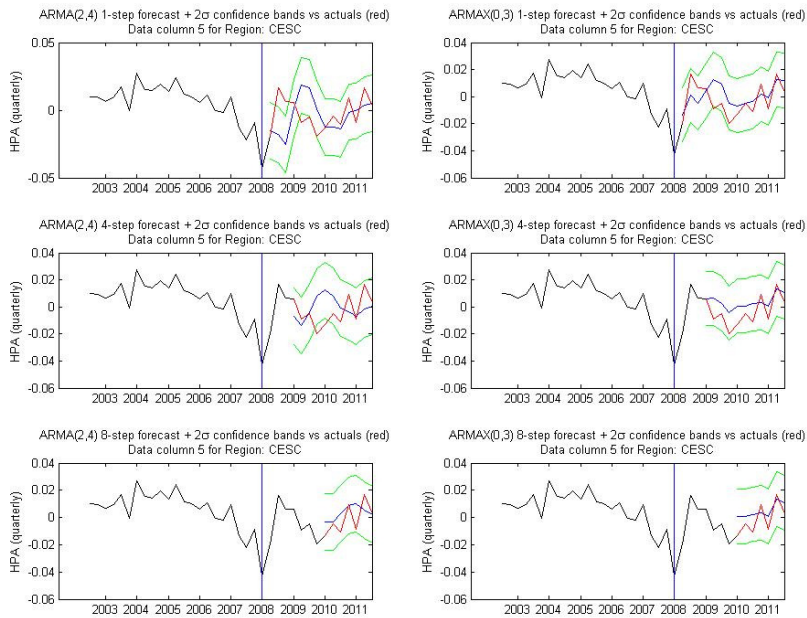 ARMA(2,4) 1-step forecast + 2σ confidence bands vs actuals (red)
Data column 5 for Region: CESC
HPA (quarterly)
0.05
0
-0.05
2003 2004 2005 2006 2007 2008 2009 2010 2011
ARMAX(0,3) 1-step forecast + 2σ confidence bands vs actuals (red)
Data column 5 for Region: CESC
HPA (quarterly)
0.04
0.02
0
-0.02
-0.04
-0.06
2003 2004 2005 2006 2007 2008 2009 2010 2011
ARMA(2,4) 4-step forecast + 2σ confidence bands vs actuals (red)
Data column 5 for Region: CESC
HPA (quarterly)
0.04
0.02
0
-0.02
-0.04
-0.06
2003 2004 2005 2006 2007 2008 2009 2010 2011
ARMAX(0,3) 4-step forecast + 2σ confidence bands vs actuals (red)
Data column 5 for Region: CESC
HPA (quarterly)
0.04
0.02
0
-0.02
-0.04
-0.06
2003 2004 2005 2006 2007 2008 2009 2010 2011
ARMA(2,4) 8-step forecast + 2σ confidence bands vs actuals (red)
Data column 5 for Region: CESC
HPA (quarterly)
0.04
0.02
0
-0.02
-0.04
-0.06
2003 2004 2005 2006 2007 2008 2009 2010 2011
ARMAX(0,3) 8-step forecast + 2σ confidence bands vs actuals (red)
Data column 5 for Region: CESC
HPA (quarterly)
0.04
0.02
0
-0.02
-0.04
-0.06
2003 2004 2005 2006 2007 2008 2009 2010 2011